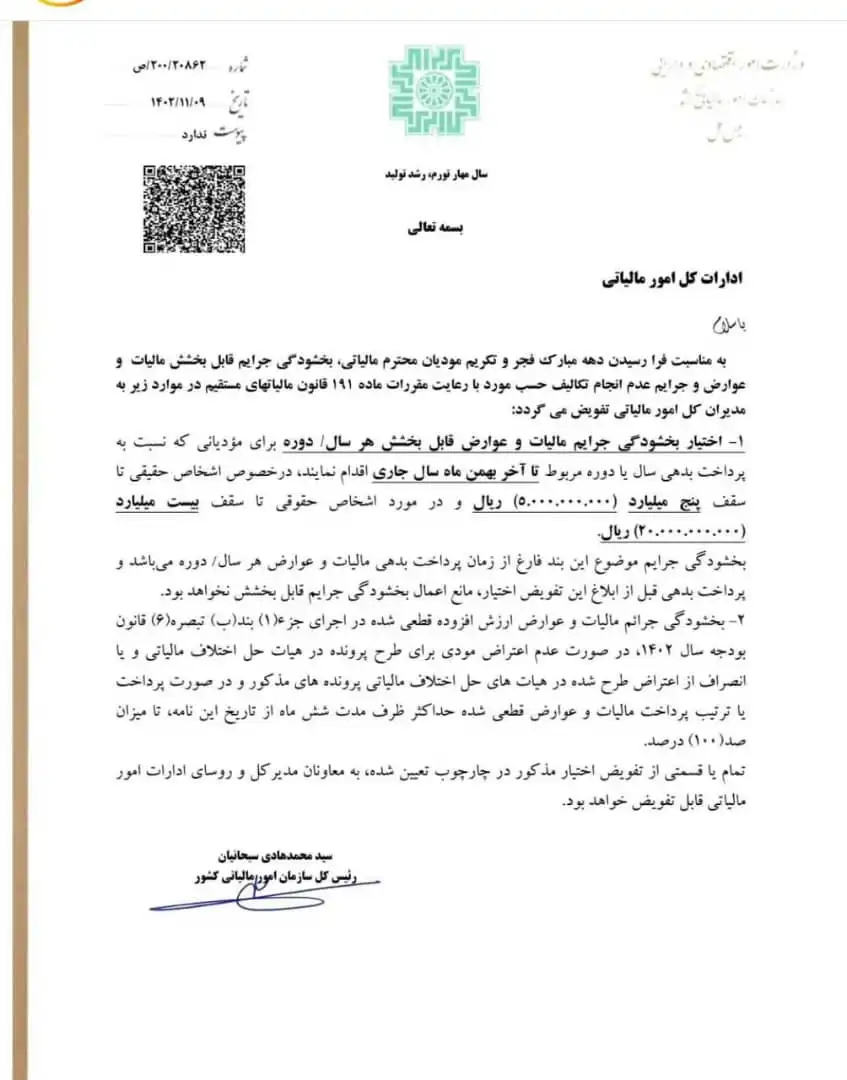 وزارت امور اقتصادی و دارایی
سازمان امور مالیاتی کشور
شماره ۲۰۰/۲۰۸۶۲/ص
تاریخ ۱۴۰۲/۱۱/۰۹
پیوست ندارد
سال مهار تورم، رشد تولید
بسمه تعالی
ادارات کل امور مالیاتی
باسلام
به مناسبت فرا رسیدن دهه مبارک فجر و تکریم مودیان محترم مالیاتی، بخشودگی جرایم قابل بخشش مالیات و
عوارض و جرایم عدم انجام تکالیف حسب مورد با رعایت مقررات ماده ۱۹۱ قانون مالیاتهای مستقیم در موارد زیر به
مدیران کل امور مالیاتی تفویض می گردد:
۱- اختیار بخشودگی جرایم مالیات و عوارض قابل بخشش هر سال/ دوره برای مؤدیانی که نسبت به
پرداخت بدهی سال یا دوره مربوط تا آخر بهمن ماه سال جاری اقدام نمایند، درخصوص اشخاص حقیقی تا
سقف پنج میلیارد (۵.۰۰۰.۰۰۰.۰۰۰) ریال و در مورد اشخاص حقوقی تا سقف بیست میلیارد
(۲۰.۰۰۰.۰۰۰.۰۰۰) ریال.
بخشودگی جرایم موضوع این بند فارغ از زمان پرداخت بدهی مالیات و عوارض هر سال/ دوره می‌باشد و
پرداخت بدهی قبل از ابلاغ این تفویض اختیار، مانع اعمال بخشودگی جرایم قابل بخشش نخواهد بود.
۲- بخشودگی جرائم مالیات و عوارض ارزش افزوده قطعی شده در اجرای جزء(۱) بند(ب) تبصره(۶) قانون
بودجه سال ۱۴۰۲، در صورت عدم اعتراض مودی برای طرح پرونده در هیات حل اختلاف مالیاتی و یا
انصراف از اعتراض طرح شده در هیات های حل اختلاف مالیاتی پرونده های مذکور و در صورت پرداخت
یا ترتیب پرداخت مالیات و عوارض قطعی شده حداکثر ظرف مدت شش ماه از تاریخ این نامه، تا میزان
صد(۱۰۰) درصد.
تمام یا قسمتی از تفویض اختیار مذکور در چارچوب تعیین شده، به معاونان مدیرکل و روسای ادارات امور
مالیاتی قابل تفویض خواهد بود.
سید محمدهادی سبحانیان
رئیس کل سازمان امور مالیاتی کشور